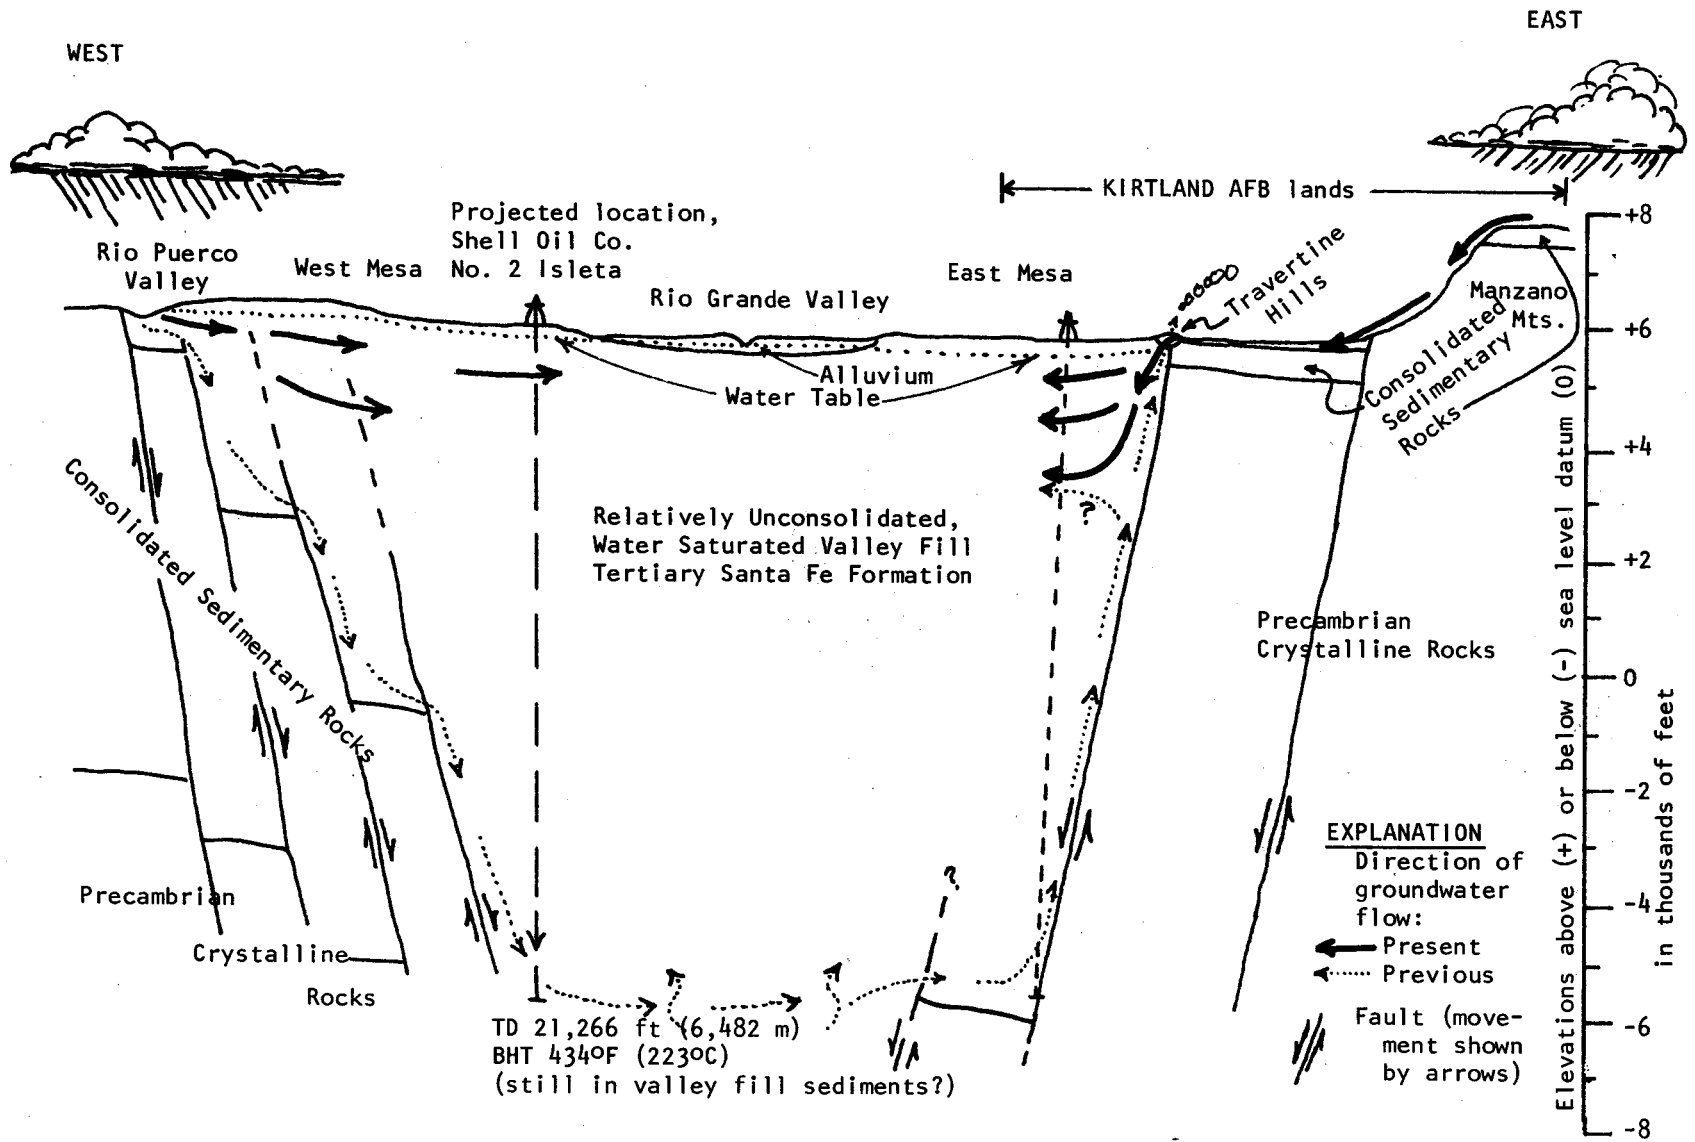 WEST
EAST
KIRTLAND AFB lands
Projected location,
Shell Oil Co.
No. 2 Isleta
Rio Puerco
Valley
West Mesa
Rio Grande Valley
East Mesa
Travertine
Hills
Manzano
Mts.
Consolidated
Sedimentary
Rocks
Alluvium
Water Table
Relatively Unconsolidated,
Water Saturated Valley Fill
Tertiary Santa Fe Formation
?
Consolidated Sedimentary Rocks
Precambrian
Crystalline Rocks
Precambrian
Crystalline
Rocks
?
TD 21,266 ft (6,482 m)
BHT 434ºF (223ºC)
(still in valley fill sediments?)
EXPLANATION
Direction of
groundwater
flow:
Present
Previous
Fault (move-
ment shown
by arrows)
+8
+6
+4
+2
0
-2
-4
-6
-8
Elevations above (+) or below (-) sea level datum (0)
in thousands of feet